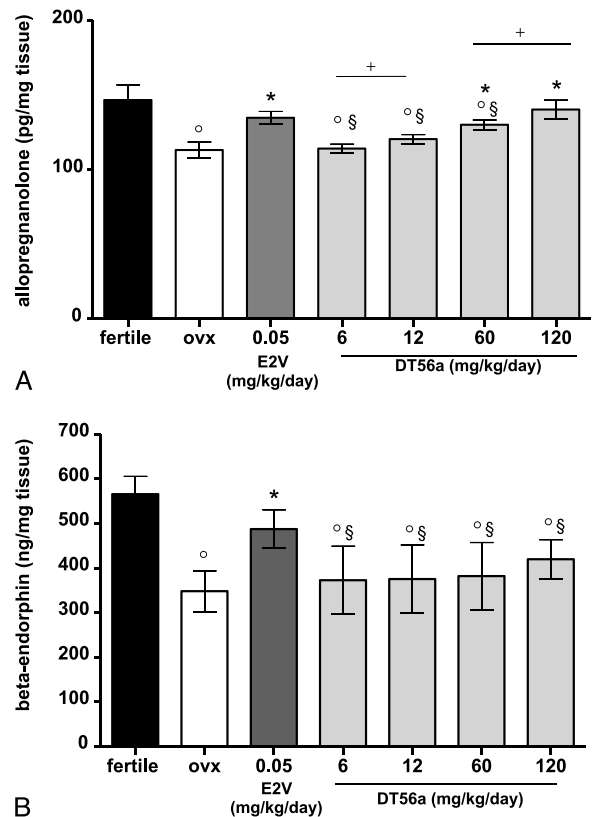 allopregnanolone (pg/mg tissue)
200
100
0
+
+
° * ° § ° § * ° § *
fertile ovx 0.05 6 12 60 120
E2V
(mg/kg/day)
DT56a (mg/kg/day)
A
beta-endorphin (ng/mg tissue)
700
600
500
400
300
200
100
0
° * ° § ° § ° § ° §
fertile ovx 0.05 6 12 60 120
E2V
(mg/kg/day)
DT56a (mg/kg/day)
B